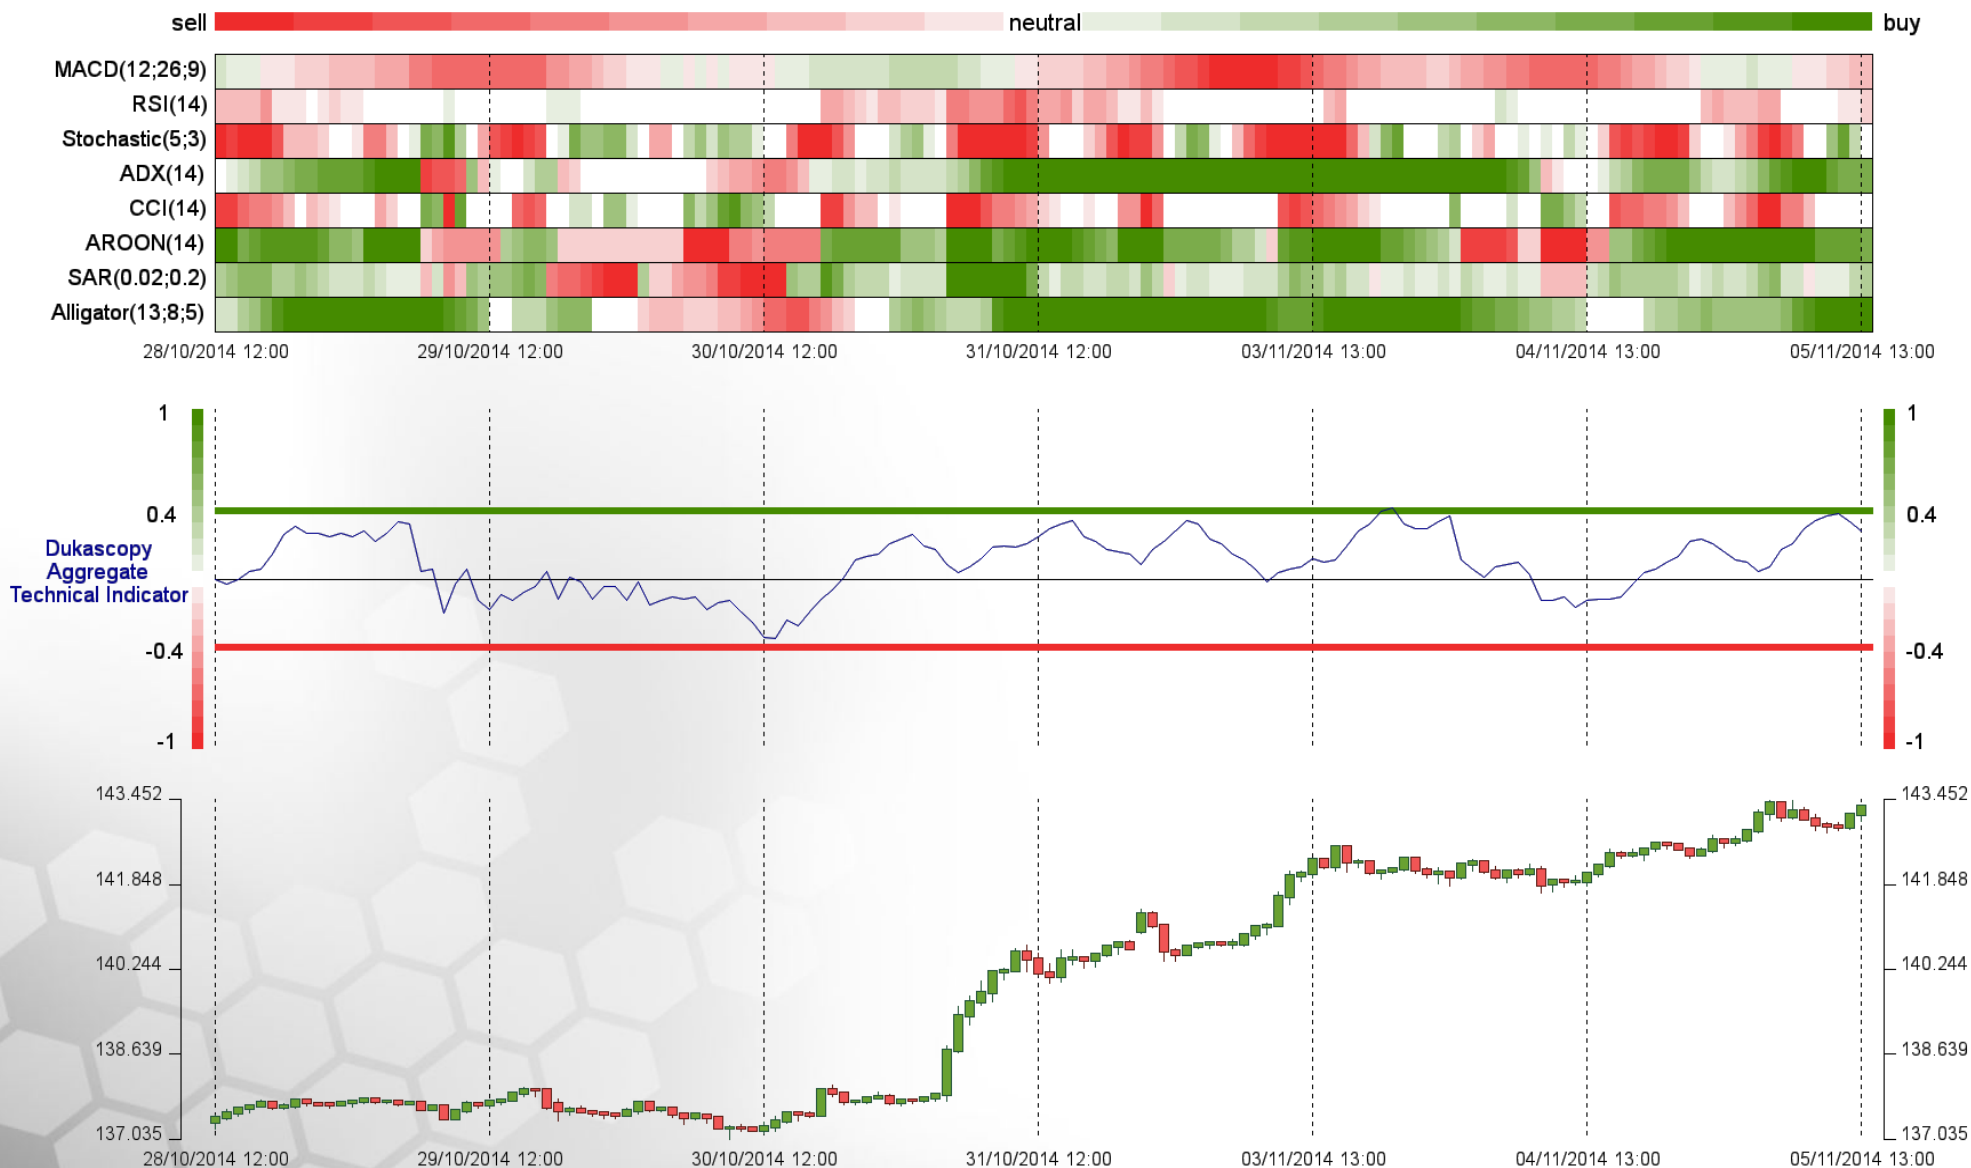 sell neutral buy
MACD(12;26;9)
RSI(14)
Stochastic(5;3)
ADX(14)
CCI(14)
AROON(14)
SAR(0.02;0.2)
Alligator(13;8;5)
28/10/2014 12:00 29/10/2014 12:00 30/10/2014 12:00 31/10/2014 12:00 03/11/2014 13:00 04/11/2014 13:00 05/11/2014 13:00
1 1
0.4 0.4
Dukascopy
Aggregate
Technical Indicator
-0.4 -0.4
-1 -1
143.452 143.452
141.848 141.848
140.244 140.244
138.639 138.639
137.035 137.035
28/10/2014 12:00 29/10/2014 12:00 30/10/2014 12:00 31/10/2014 12:00 03/11/2014 13:00 04/11/2014 13:00 05/11/2014 13:00